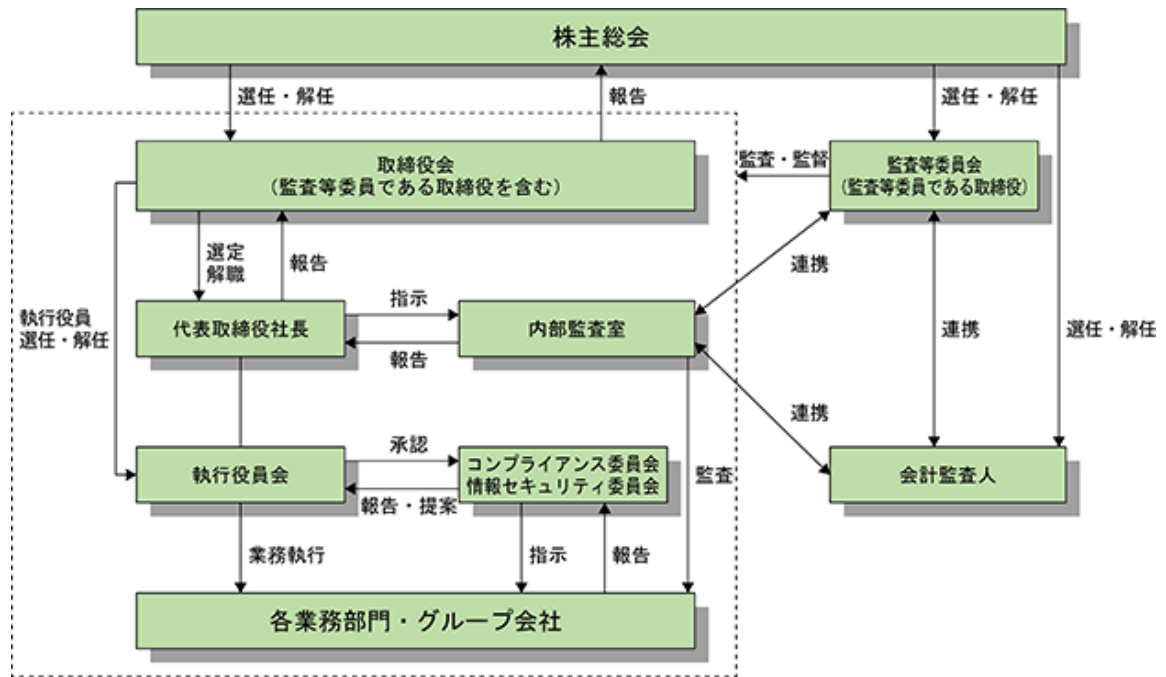 株主総会
選任・解任
報告
選任・解任
取締役会
（監査等委員である取締役を含む）
監査・監督
監査等委員会
（監査等委員である取締役）
選定
解職
報告
連携
執行役員
選任・解任
代表取締役社長
指示
報告
内部監査室
連携
選任・解任
連携
執行役員会
承認
報告・提案
コンプライアンス委員会
情報セキュリティ委員会
監査
会計監査人
業務執行
指示
報告
各業務部門・グループ会社